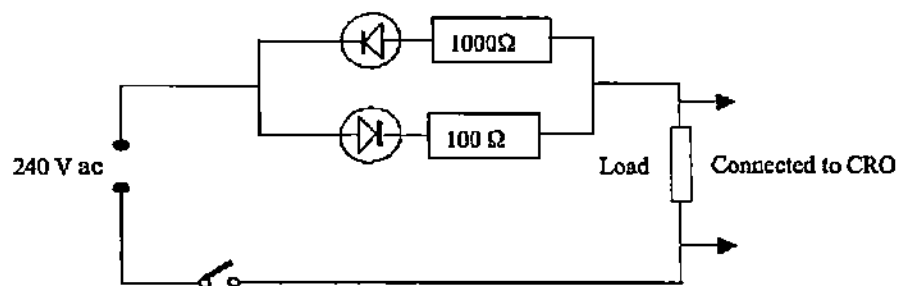 1000Ω
100 Ω
240 V ac
Load
Connected to CRO